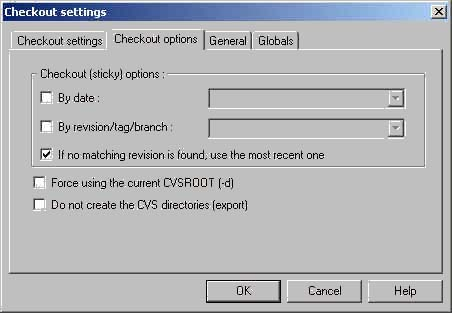 Checkout settings
Checkout settings Checkout options General Globals
Checkout (sticky) options :
By date :
By revision/tag/branch :
If no matching revision is found, use the most recent one
Force using the current CVSROOT (-d)
Do not create the CVS directories (export)
OK Cancel Help